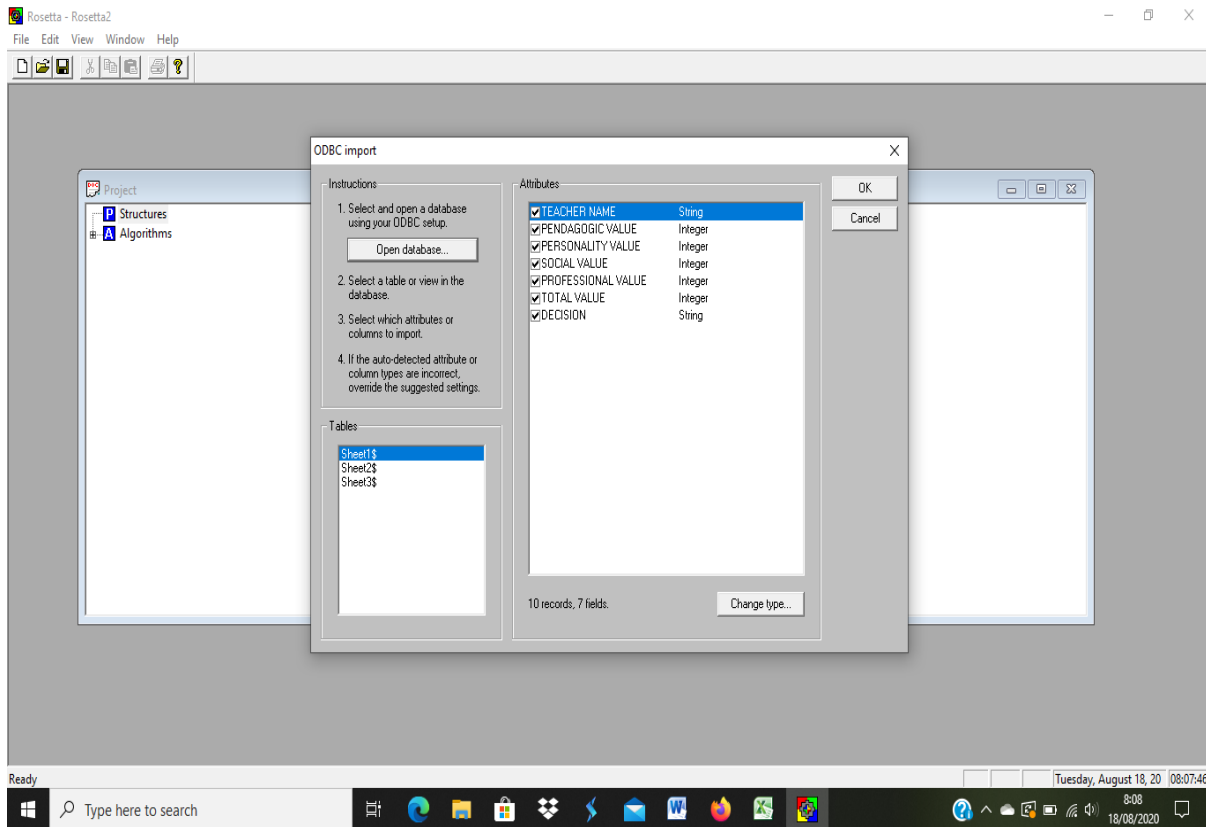 Rosetta - Rosetta2
File Edit View Window Help
ODBC import
Instructions
1. Select and open a database
using your ODBC setup.
Open database...
2. Select a table or view in the
database.
3. Select which attributes or
columns to import.
4. If the auto-detected attribute or
column types are incorrect,
override the suggested settings.
Tables
Sheet1$
Sheet2$
Sheet3$
Attributes
TEACHER NAME String
PENDAGOGIC VALUE Integer
PERSONALITY VALUE Integer
SOCIAL VALUE Integer
PROFESSIONAL VALUE Integer
TOTAL VALUE Integer
DECISION String
10 records, 7 fields.
Change type...
OK
Cancel
Project
P Structures
A Algorithms
Ready
Tuesday, August 18, 20 08:07:46
Type here to search
8:08
18/08/2020